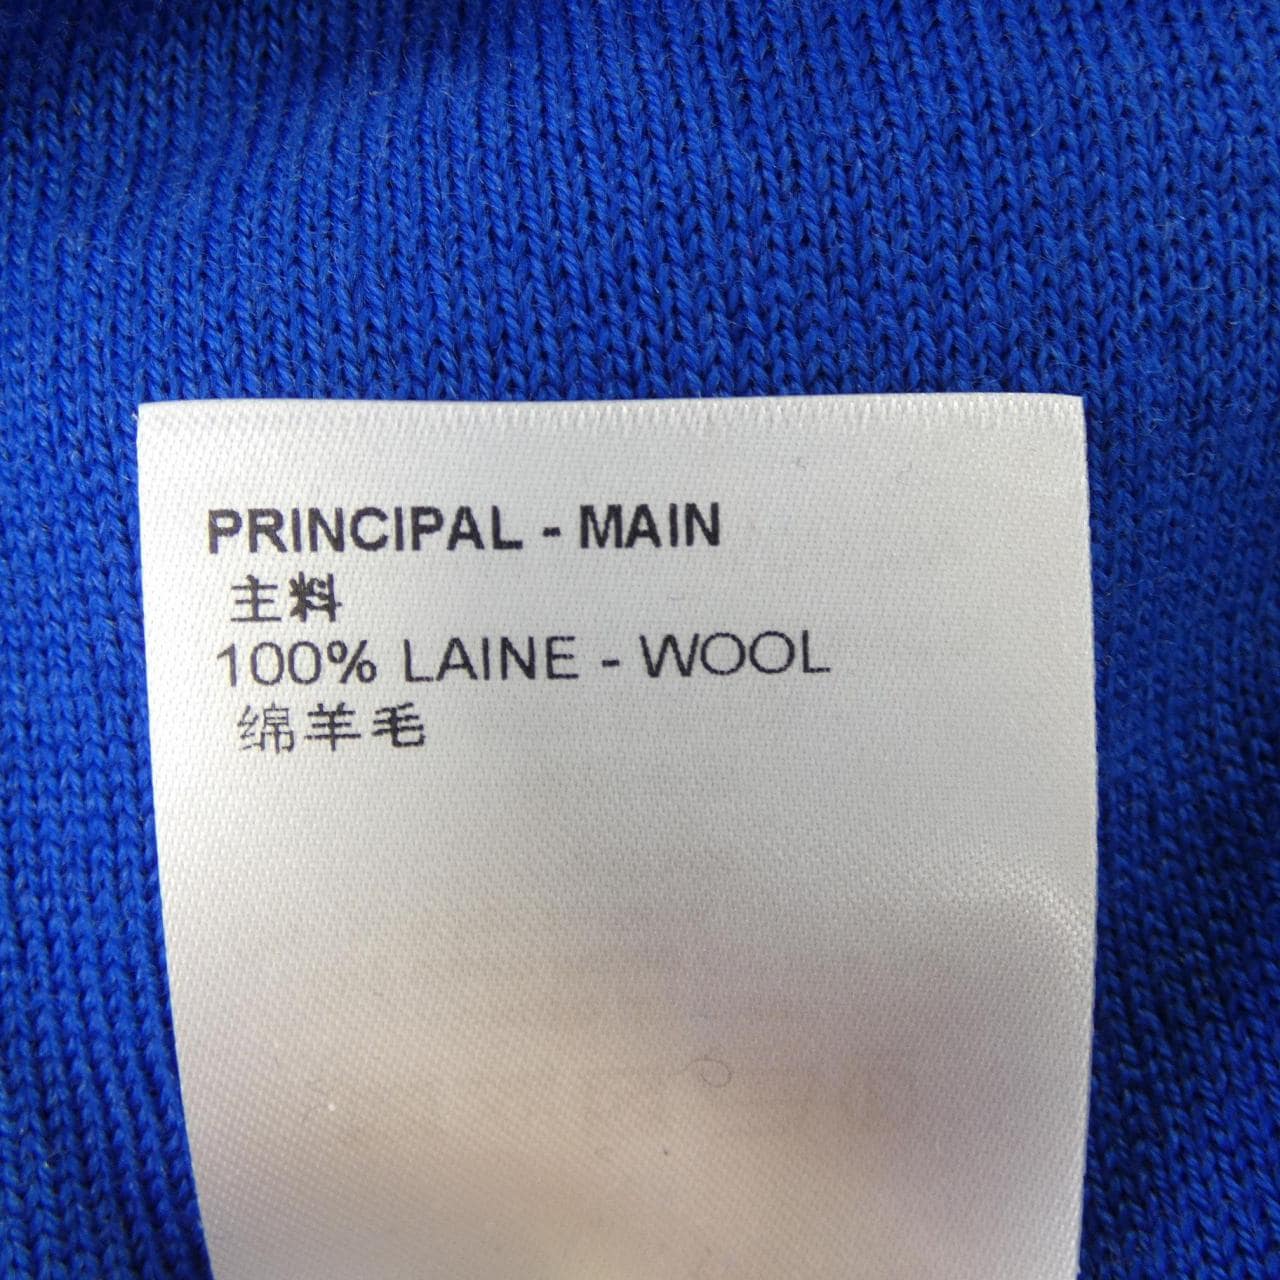 PRINCIPAL - MAIN
主料
100% LAINE - WOOL
绵羊毛